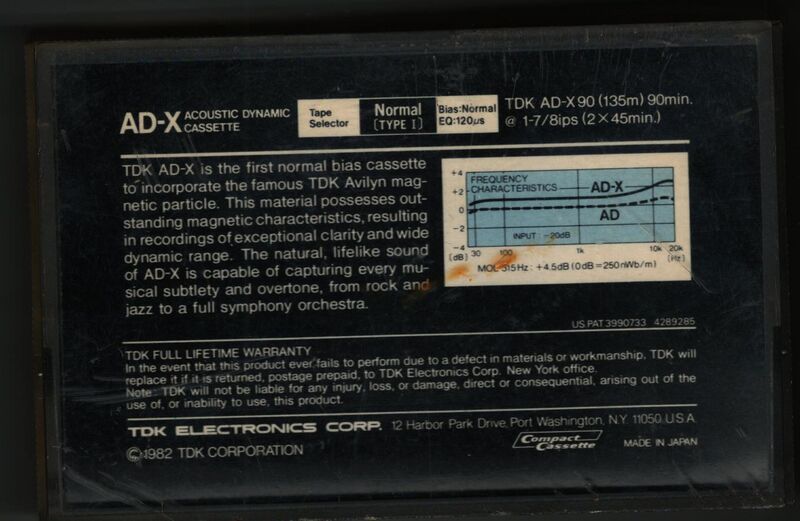 AD-X ACOUSTIC DYNAMIC CASSETTE
Tape Selector
Normal (TYPE I)
Bias:Normal EQ:120µs
TDK AD-X90 (135m) 90min.
@ 1-7/8ips (2×45min.)
TDK AD-X is the first normal bias cassette
to incorporate the famous TDK Avilyn mag-
netic particle. This material possesses out-
standing magnetic characteristics, resulting
in recordings of exceptional clarity and wide
dynamic range. The natural, lifelike sound
of AD-X is capable of capturing every mu-
sical subtlety and overtone, from rock and
jazz to a full symphony orchestra.
FREQUENCY
CHARACTERISTICS
AD-X
AD
INPUT: -20dB
+4
+2
0
-2
-4
(dB) 30 100 1k 10k 20k (Hz)
MOL 315Hz: +4.5dB (0dB=250nWb/m)
US PAT 3990733 4289285
TDK FULL LIFETIME WARRANTY
In the event that this product ever fails to perform due to a defect in materials or workmanship, TDK will
replace it if it is returned, postage prepaid, to TDK Electronics Corp. New York office.
Note: TDK will not be liable for any injury, loss, or damage, direct or consequential, arising out of the
use of, or inability to use, this product.
TDK ELECTRONICS CORP. 12 Harbor Park Drive, Port Washington, N.Y. 11050 U.S.A.
Compact Cassette
MADE IN JAPAN
©1982 TDK CORPORATION